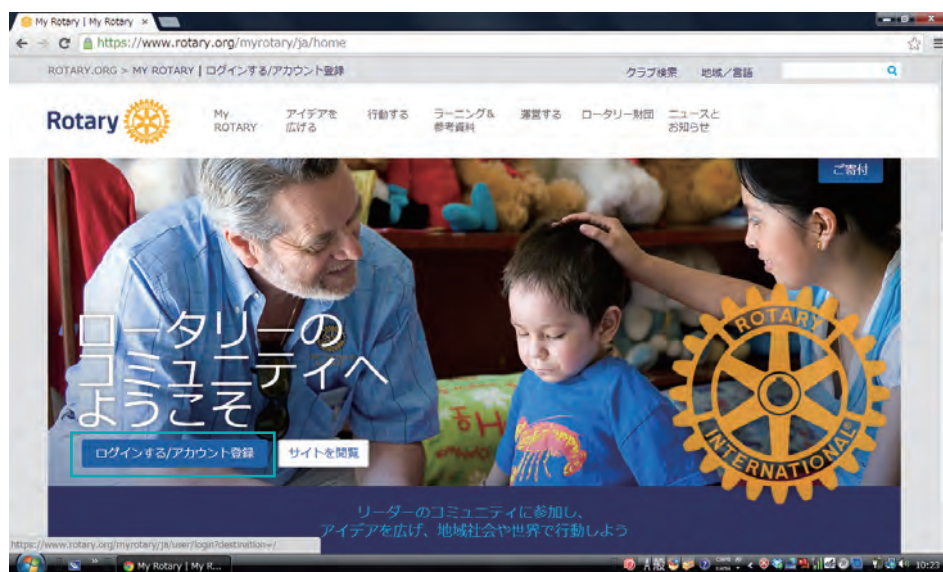 My Rotary | My Rotary
https://www.rotary.org/myrotary/ja/home
ROTARY.ORG > MY ROTARY | ログインする/アカウント登録
クラブ検索 地域／言語
Rotary
My ROTARY
アイデアを広げる
行動する
ラーニング&参考資料
運営する
ロータリー財団
ニュースとお知らせ
ご寄付
ロータリーの
コミュニティへ
ようこそ
ログインする/アカウント登録
サイトを閲覧
ROTARY
INTERNATIONAL
リーダーのコミュニティに参加し、
アイデアを広げ、地域社会や世界で行動しよう
https://www.rotary.org/myrotary/ja/user/login?destination=/
My Rotary | My R...
10:23